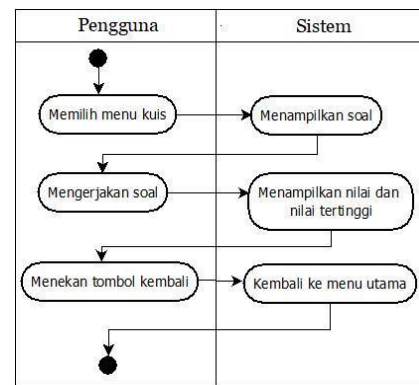 Pengguna
Sistem
Memilih menu kuis
Menampilkan soal
Mengerjakan soal
Menampilkan nilai dan
nilai tertinggi
Menekan tombol kembali
Kembali ke menu utama